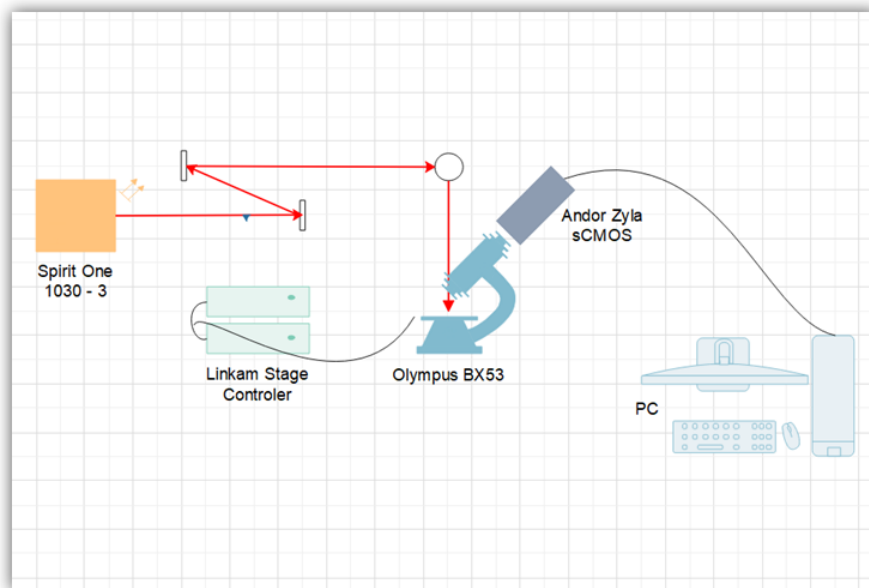 Andor Zyla
sCMOS
Spirit One
1030 - 3
Linkam Stage
Controler
Olympus BX53
PC